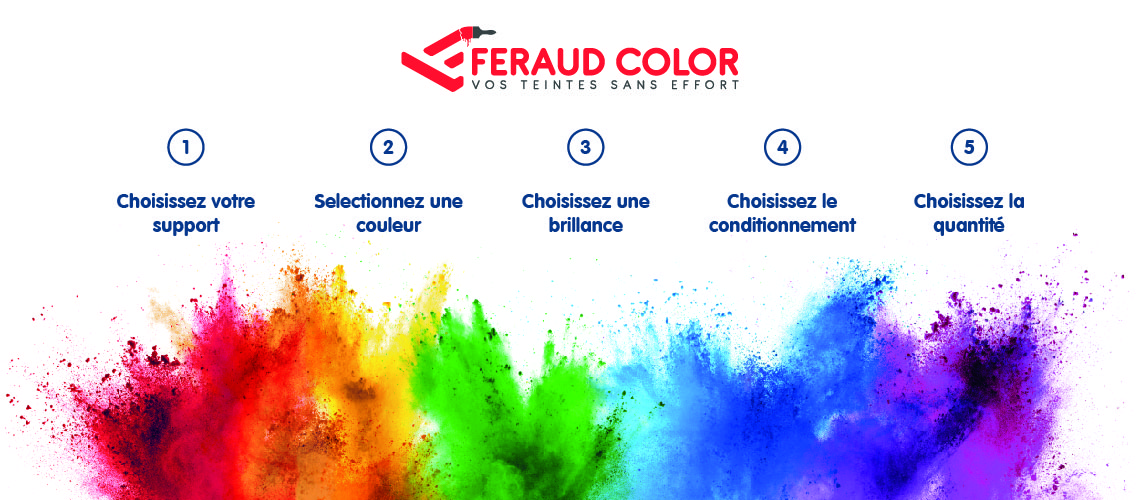 FERAUD COLOR
VOS TEINTES SANS EFFORT
1
Choisissez votre
support
2
Selectionnez une
couleur
3
Choisissez une
brillance
4
Choisissez le
conditionnement
5
Choisissez la
quantité